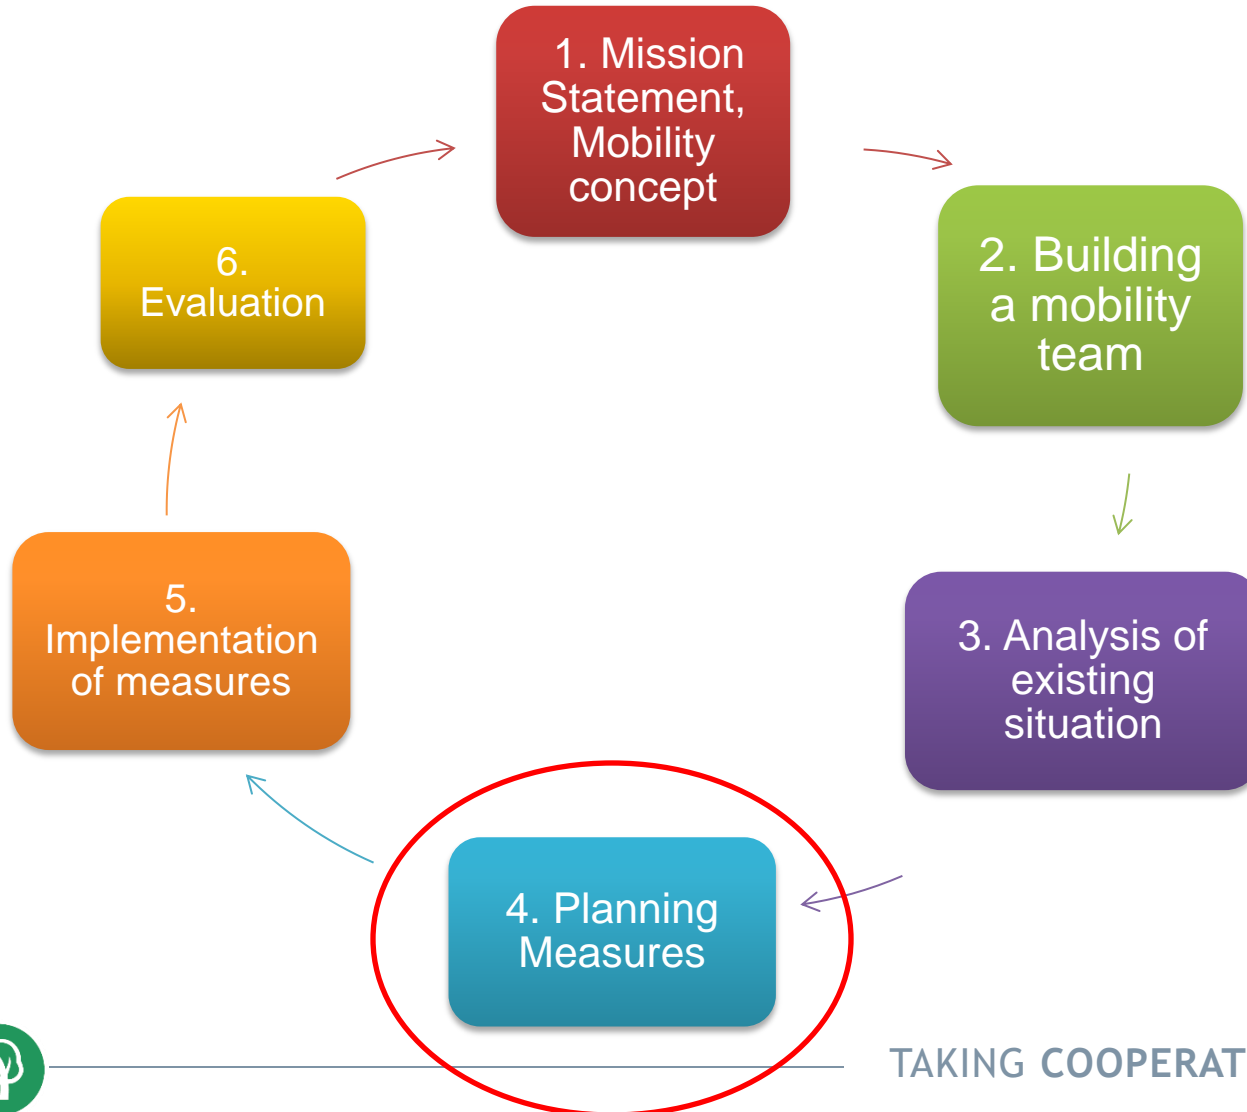 1. Mission
Statement,
Mobility
concept
2. Building
a mobility
team
3. Analysis of
existing
situation
4. Planning
Measures
5.
Implementation
of measures
6.
Evaluation
TAKING COOPERAT